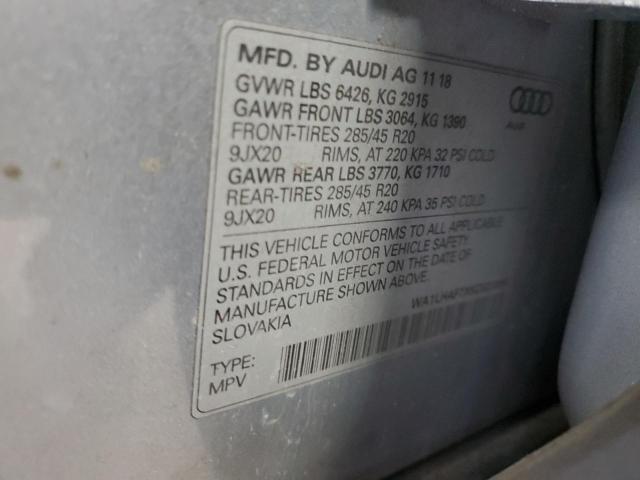 MFD. BY AUDI AG 11 18
GVWR LBS 6426, KG 2915
GAWR FRONT LBS 3064, KG 1390
FRONT-TIRES 285/45 R20
9JX20 RIMS, AT 220 KPA 32 PSI COLD
GAWR REAR LBS 3770, KG 1710
REAR-TIRES 285/45 R20
9JX20 RIMS, AT 240 KPA 35 PSI COLD
AUDI
THIS VEHICLE CONFORMS TO ALL APPLICABLE
U.S. FEDERAL MOTOR VEHICLE SAFETY
STANDARDS IN EFFECT ON THE DATE OF
MANUFACTURE SHOWN ABOVE.
SLOVAKIA
TYPE:
MPV